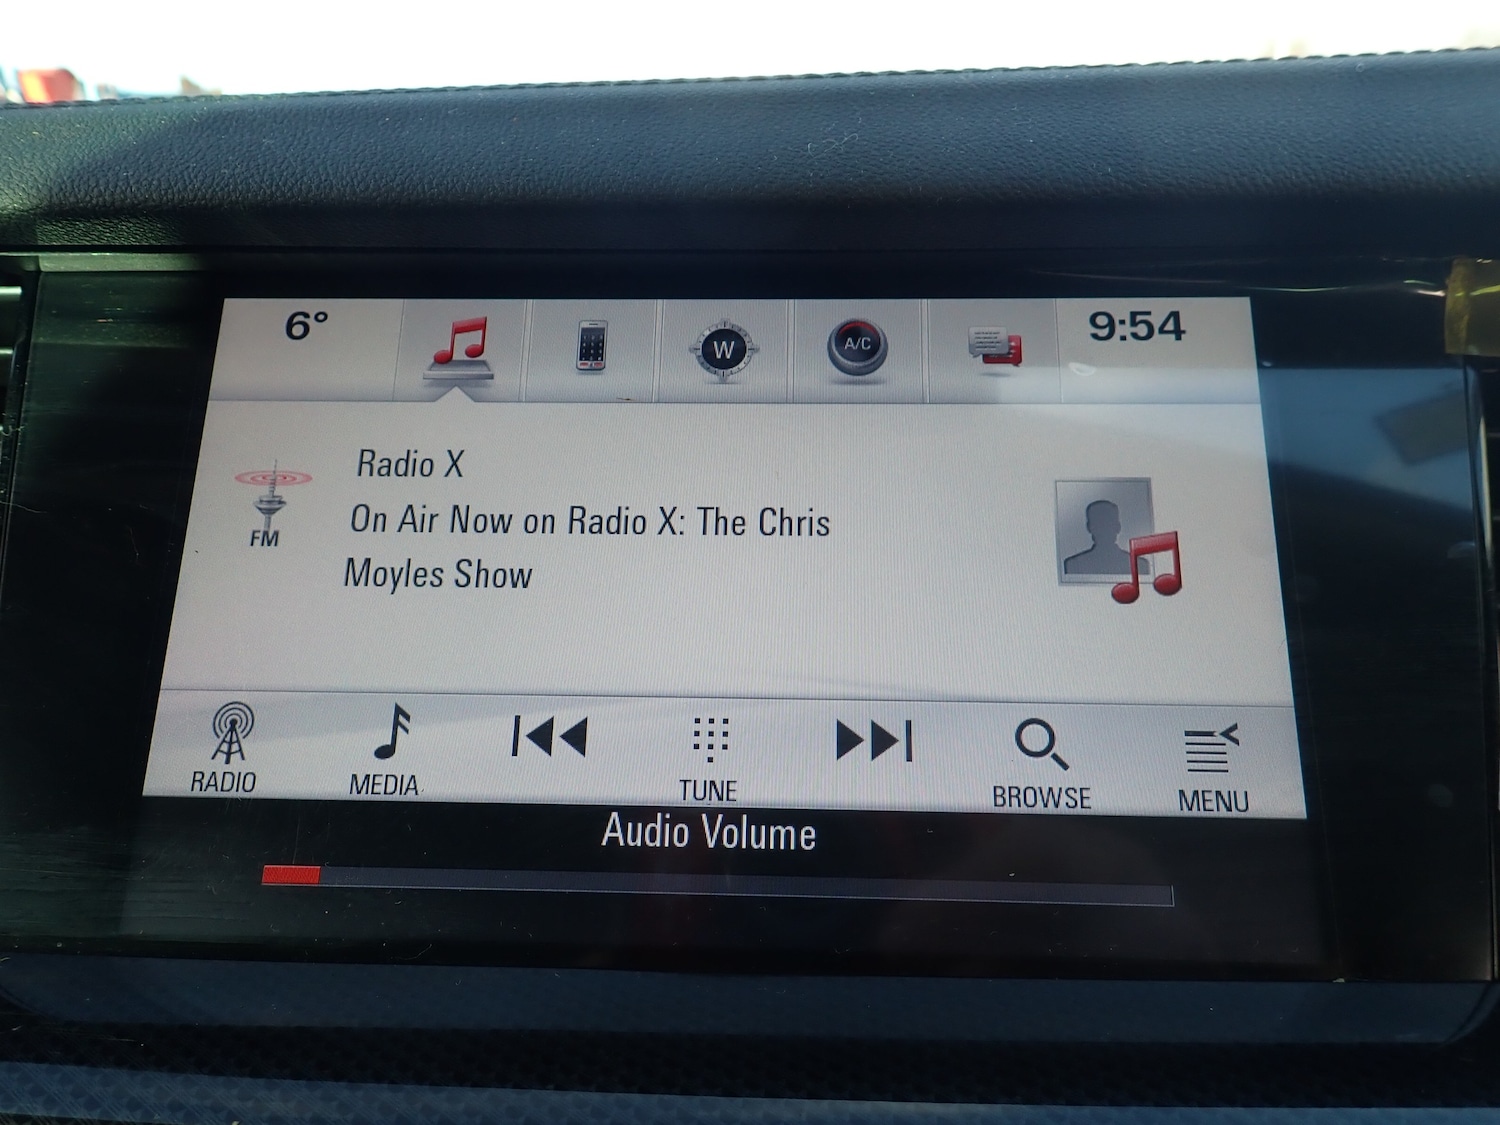 6°
W
A/C
9:54
FM
Radio X
On Air Now on Radio X: The Chris
Moyles Show
RADIO
MEDIA
TUNE
BROWSE
MENU
Audio Volume